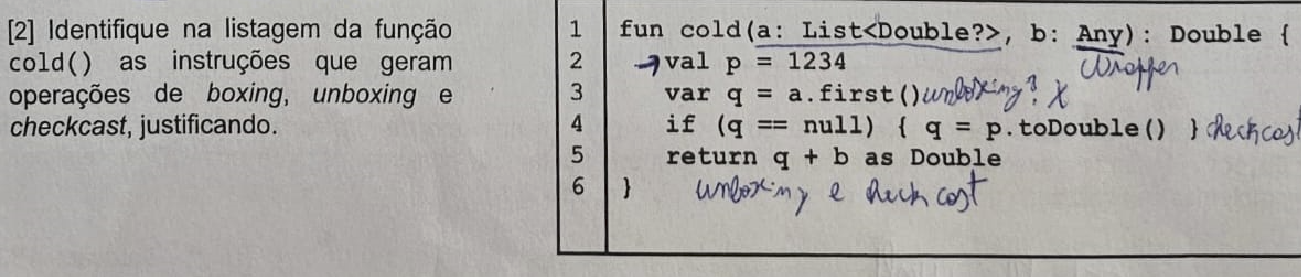 [2] Identifique na listagem da função
cold() as instruções que geram
operações de boxing, unboxing e
checkcast, justificando.
1 fun cold(a: List<Double?>, b: Any): Double {
Wrapper
2 →val p = 1234
3 var q = a.first() unboxing? X
4 if (q == null) { q = p.toDouble() } checkcast
5 return q + b as Double
6 }
unboxing e check cast